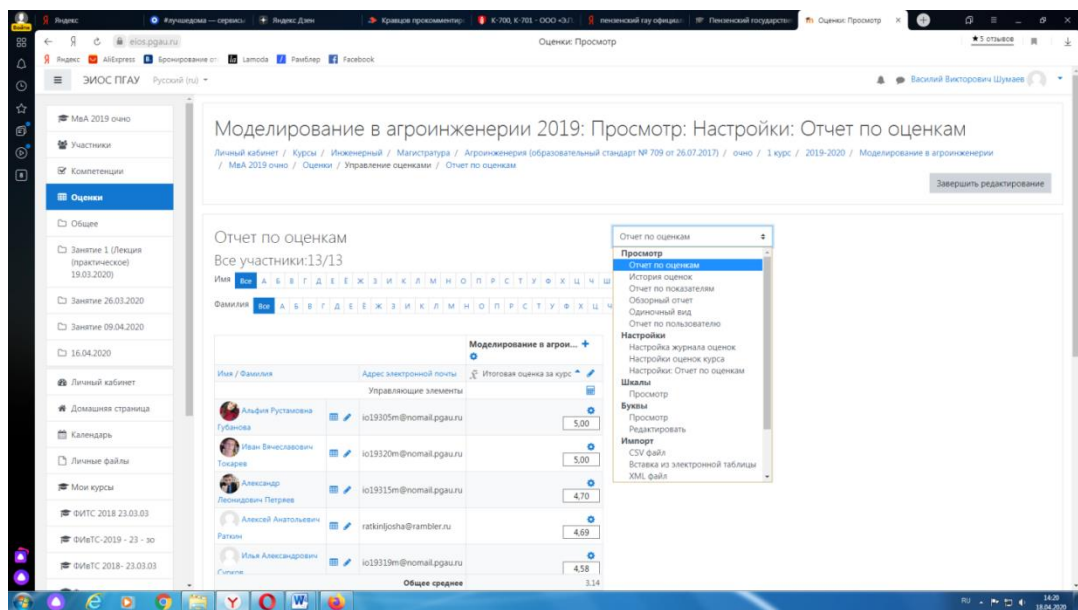 Яндекс
#лучшедома — сервисы
Яндекс Дзен
Кравцов прокомментир
К-700, К-701 - ООО «З.П.
пензенский гау официал
Пензенский государстве
Оценки: Просмотр
eios.pgau.ru
Оценки: Просмотр
5 отзывов
Яндекс
AliExpress
Бронирование от
Lamoda
Рамблер
Facebook
ЭИОС ПГАУ
Русский (ru)
Василий Викторович Шумаев
МвА 2019 очно
Участники
Компетенции
Оценки
Общее
Занятие 1 (Лекция
(практическое)
19.03.2020)
Занятие 26.03.2020
Занятие 09.04.2020
16.04.2020
Личный кабинет
Домашняя страница
Календарь
Личные файлы
Мои курсы
ФИТС 2018 23.03.03
ФИвТС-2019 - 23 - зо
ФИвТС 2018- 23.03.03
Моделирование в агроинженерии 2019: Просмотр: Настройки: Отчет по оценкам
Личный кабинет / Курсы / Инженерный / Магистратура / Агроинженерия (образовательный стандарт № 709 от 26.07.2017) / очно / 1 курс / 2019-2020 / Моделирование в агроинженерии
/ МвА 2019 очно / Оценки / Управление оценками / Отчет по оценкам
Завершить редактирование
Отчет по оценкам
Все участники:13/13
Имя Все А Б В Г Д Е Ё Ж З И К Л М Н О П Р С Т У Ф Х Ц Ч Ш
Фамилия Все А Б В Г Д Е Ё Ж З И К Л М Н О П Р С Т У Ф Х Ц Ч
Моделирование в агрои...
Имя / Фамилия
Адрес электронной почты
Итоговая оценка за курс
Управляющие элементы
Альфия Рустамовна
Губанова
io19305m@nomail.pgau.ru
5,00
Иван Вячеславович
Токарев
io19320m@nomail.pgau.ru
5,00
Александр
Леонидович Петряев
io19315m@nomail.pgau.ru
4,70
Алексей Анатольевич
Раткин
ratkinljosha@rambler.ru
4,69
Илья Александрович
Сурков
io19319m@nomail.pgau.ru
4,58
Общее среднее
3,14
Отчет по оценкам
Просмотр
Отчет по оценкам
История оценок
Отчет по показателям
Обзорный отчет
Одиночный вид
Отчет по пользователю
Настройки
Настройка журнала оценок
Настройки оценок курса
Настройки: Отчет по оценкам
Шкалы
Просмотр
Буквы
Просмотр
Редактировать
Импорт
CSV файл
Вставка из электронной таблицы
XML файл
RU
14:20
18.04.2020